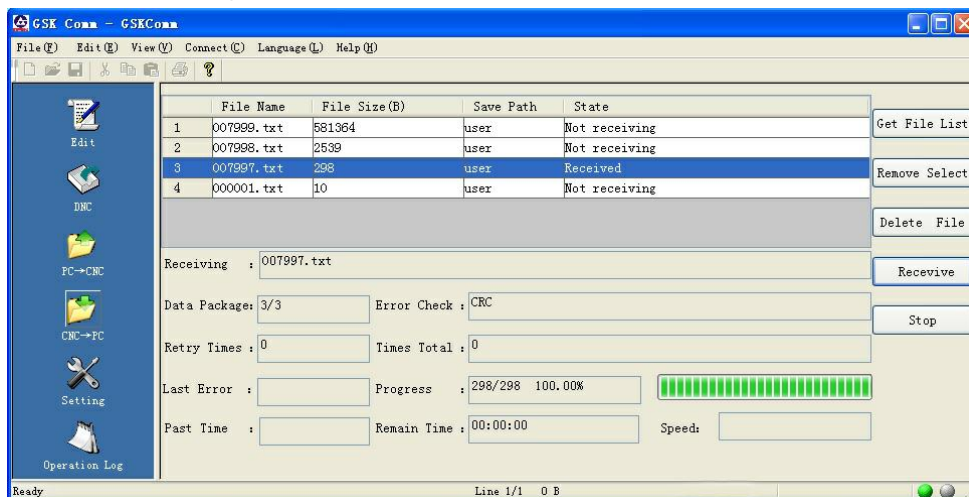 GSK Comm - GSKComm
File(F) Edit(E) View(V) Connect(C) Language(L) Help(H)
File Name File Size(B) Save Path State
1 007999.txt 581364 user Not receiving
2 007998.txt 2539 user Not receiving
3 007997.txt 298 user Received
4 000001.txt 10 user Not receiving
Edit
DNC
PC→CNC
CNC→PC
Setting
Operation Log
Get File List
Remove Select
Delete File
Recevive
Stop
Receiving : 007997.txt
Data Package: 3/3 Error Check : CRC
Retry Times : 0 Times Total : 0
Last Error : Progress : 298/298 100.00%
Past Time : Remain Time : 00:00:00 Speed:
Ready Line 1/1 0 B